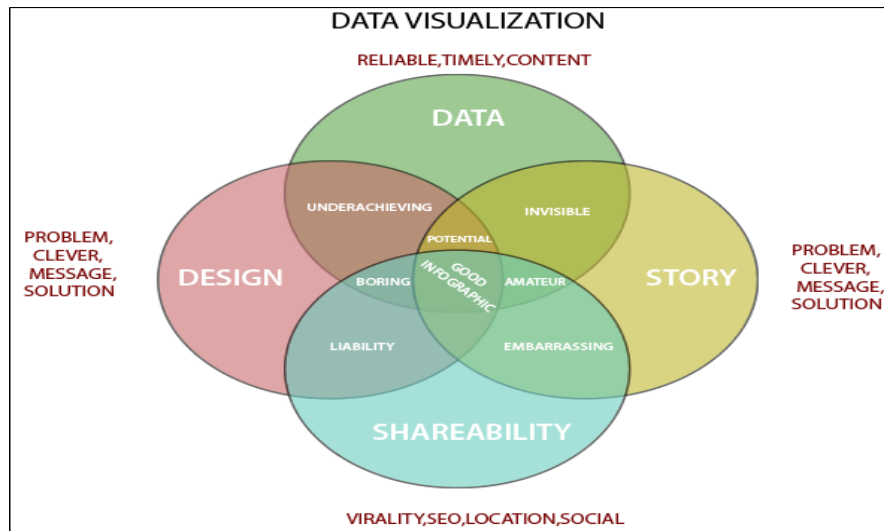 DATA VISUALIZATION
RELIABLE,TIMELY,CONTENT
DATA
UNDERACHIEVING
INVISIBLE
POTENTIAL
PROBLEM,
CLEVER,
MESSAGE,
SOLUTION
DESIGN
BORING
GOOD
INFOGRAPHIC
AMATEUR
STORY
PROBLEM,
CLEVER,
MESSAGE,
SOLUTION
LIABILITY
EMBARRASSING
SHAREABILITY
VIRALITY,SEO,LOCATION,SOCIAL